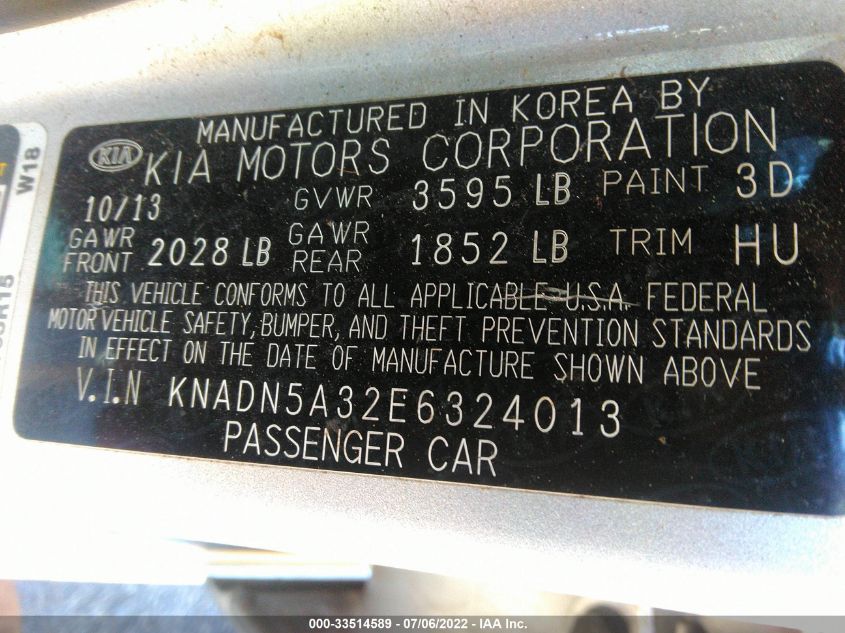 MANUFACTURED IN KOREA BY
KIA KIA MOTORS CORPORATION
10/13 GVWR 3595 LB PAINT 3D
GAWR FRONT 2028 LB GAWR REAR 1852 LB TRIM HU
THIS VEHICLE CONFORMS TO ALL APPLICABLE U.S.A. FEDERAL
MOTOR VEHICLE SAFETY, BUMPER, AND THEFT PREVENTION STANDARDS
IN EFFECT ON THE DATE OF MANUFACTURE SHOWN ABOVE
V.I.N KNADN5A32E6324013
PASSENGER CAR
W18
000-33514589 - 07/06/2022 - IAA Inc.